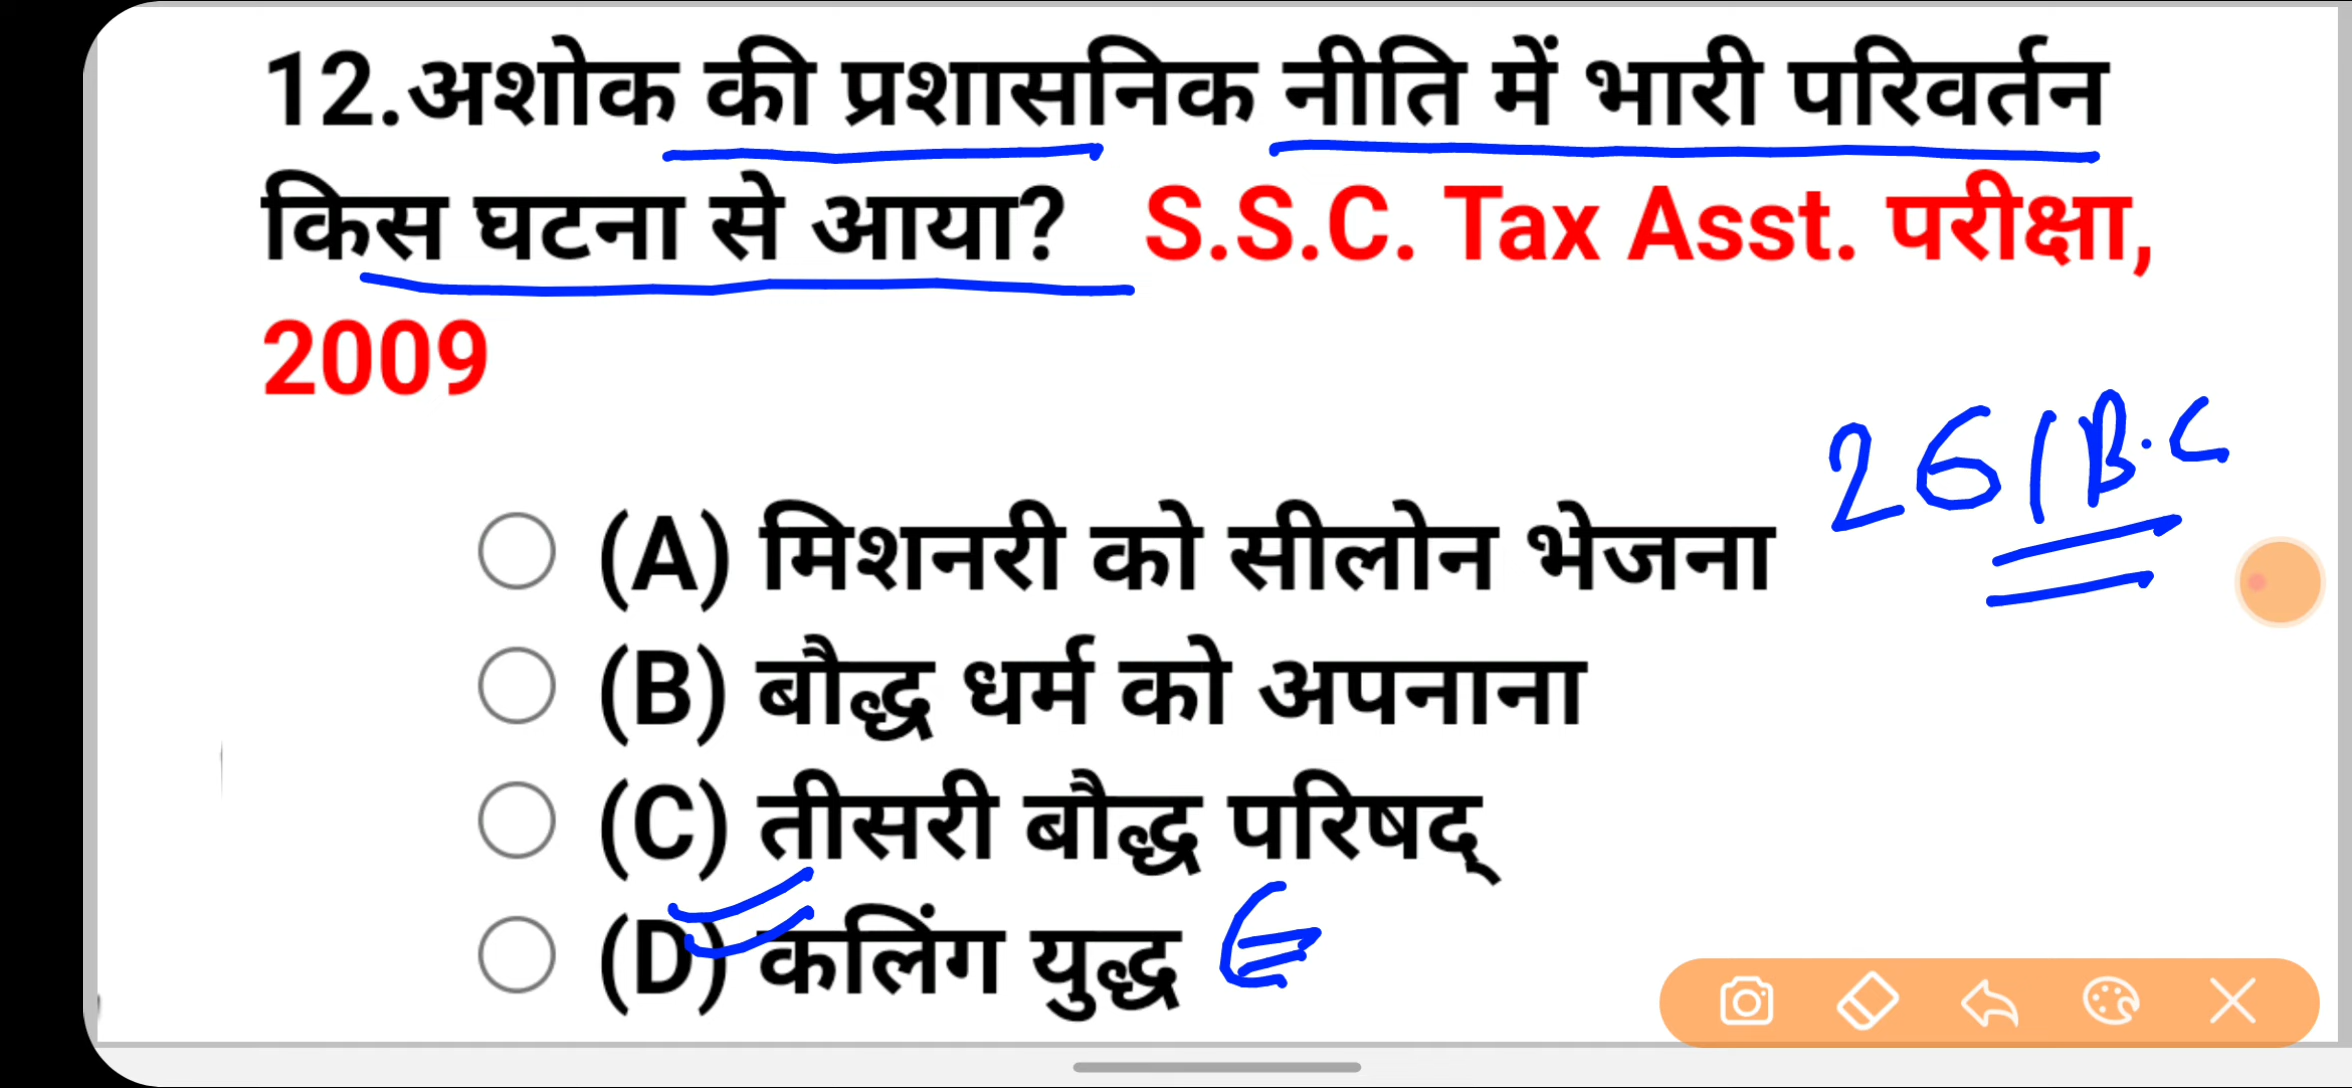 12.अशोक की प्रशासनिक नीति में भारी परिवर्तन
किस घटना से आया? S.S.C. Tax Asst. परीक्षा,
2009
261 B.C
(A) मिशनरी को सीलोन भेजना
(B) बौद्ध धर्म को अपनाना
(C) तीसरी बौद्ध परिषद्
(D) कलिंग युद्ध